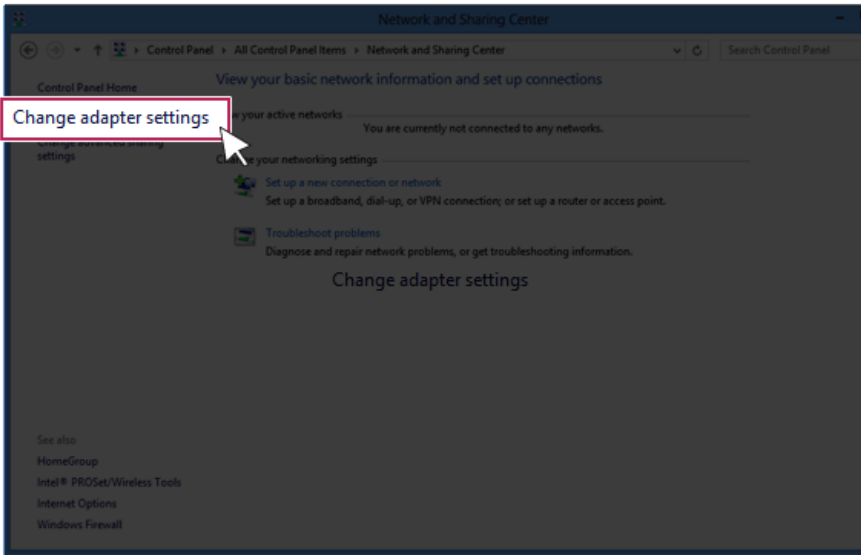 Network and Sharing Center
Control Panel All Control Panel Items Network and Sharing Center
Search Control Panel
Control Panel Home
View your basic network information and set up connections
Change adapter settings
your active networks
You are currently not connected to any networks.
Change advanced sharing
settings
your networking settings
Set up a new connection or network
Set up a broadband, dial-up, or VPN connection; or set up a router or access point.
Troubleshoot problems
Diagnose and repair network problems, or get troubleshooting information.
Change adapter settings
See also
HomeGroup
Intel® PROSet/Wireless Tools
Internet Options
Windows Firewall